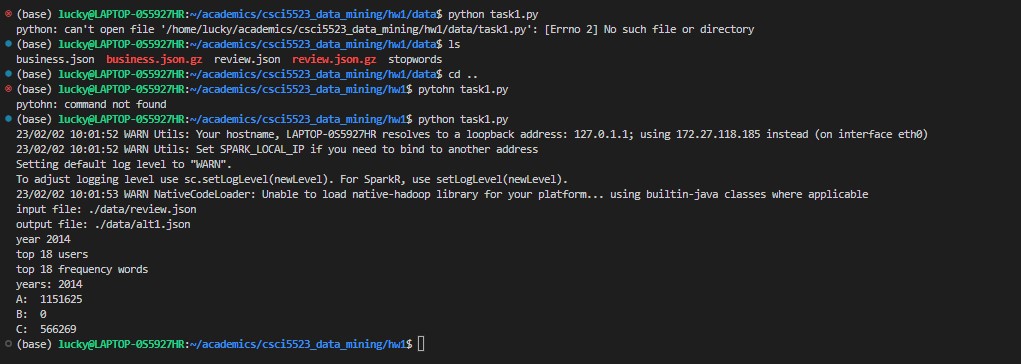 (base) lucky@LAPTOP-055927HR:~/academics/csci5523_data_mining/hw1/data$ python task1.py
python: can't open file '/home/lucky/academics/csci5523_data_mining/hw1/data/task1.py': [Errno 2] No such file or directory
(base) lucky@LAPTOP-055927HR:~/academics/csci5523_data_mining/hw1/data$ ls
business.json business.json.gz review.json review.json.gz stopwords
(base) lucky@LAPTOP-055927HR:~/academics/csci5523_data_mining/hw1/data$ cd ..
(base) lucky@LAPTOP-055927HR:~/academics/csci5523_data_mining/hw1$ pytohn task1.py
pytohn: command not found
(base) lucky@LAPTOP-055927HR:~/academics/csci5523_data_mining/hw1$ python task1.py
23/02/02 10:01:52 WARN Utils: Your hostname, LAPTOP-055927HR resolves to a loopback address: 127.0.1.1; using 172.27.118.185 instead (on interface eth0)
23/02/02 10:01:52 WARN Utils: Set SPARK_LOCAL_IP if you need to bind to another address
Setting default log level to "WARN".
To adjust logging level use sc.setLogLevel(newLevel). For SparkR, use setLogLevel(newLevel).
23/02/02 10:01:53 WARN NativeCodeLoader: Unable to load native-hadoop library for your platform... using builtin-java classes where applicable
input file: ./data/review.json
output file: ./data/alt1.json
year 2014
top 18 users
top 18 frequency words
years: 2014
A: 1151625
B: 0
C: 566269
(base) lucky@LAPTOP-055927HR:~/academics/csci5523_data_mining/hw1$